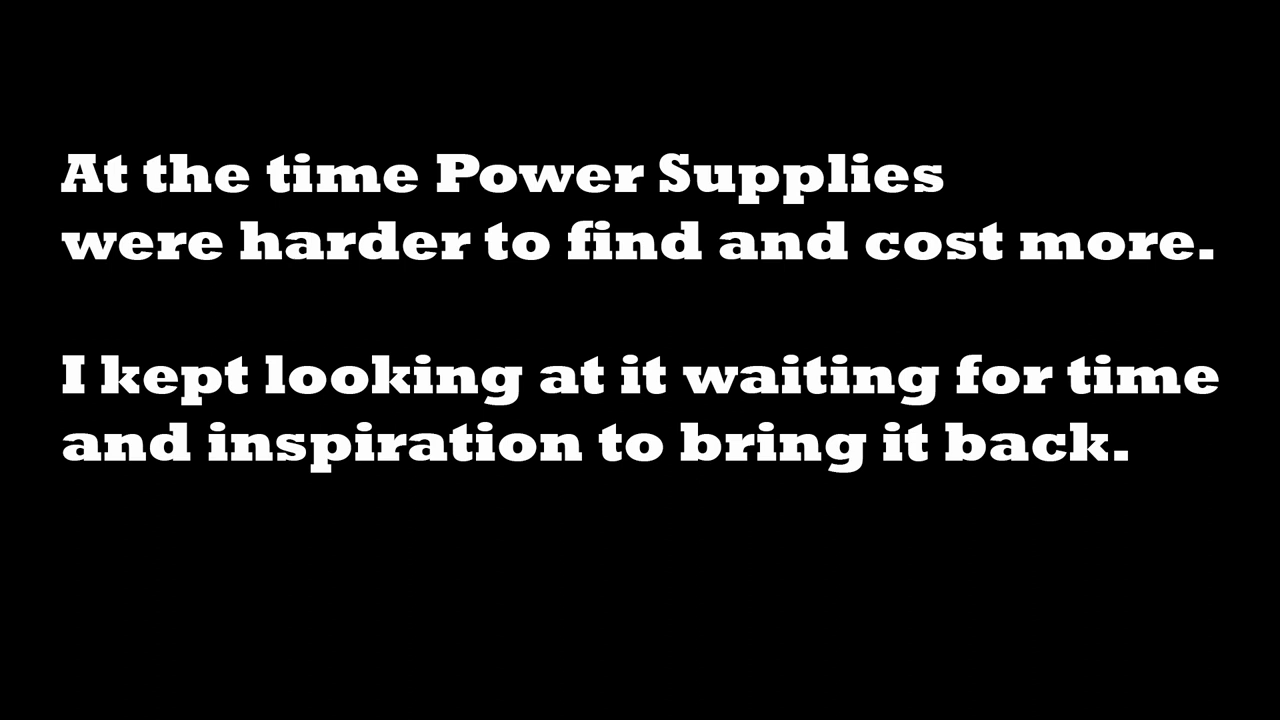 At the time Power Supplies
were harder to find and cost more.
I kept looking at it waiting for time
and inspiration to bring it back.